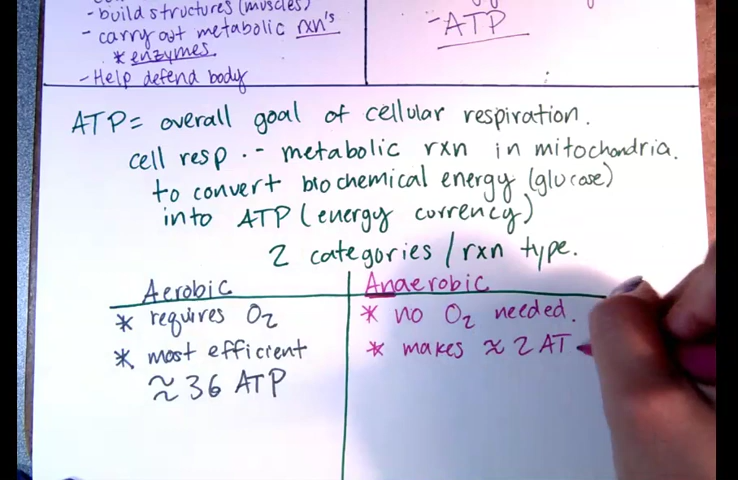 - build structures (muscles)
- carry out metabolic rxn's
* enzymes
- Help defend body
- ATP
ATP = overall goal of cellular respiration.
cell resp. - metabolic rxn in mitochondria.
to convert biochemical energy (glucose)
into ATP (energy currency)
2 categories / rxn type.
Aerobic
* requires O2
* most efficient
≈ 36 ATP
Anaerobic
* no O2 needed.
* makes ≈ 2 AT